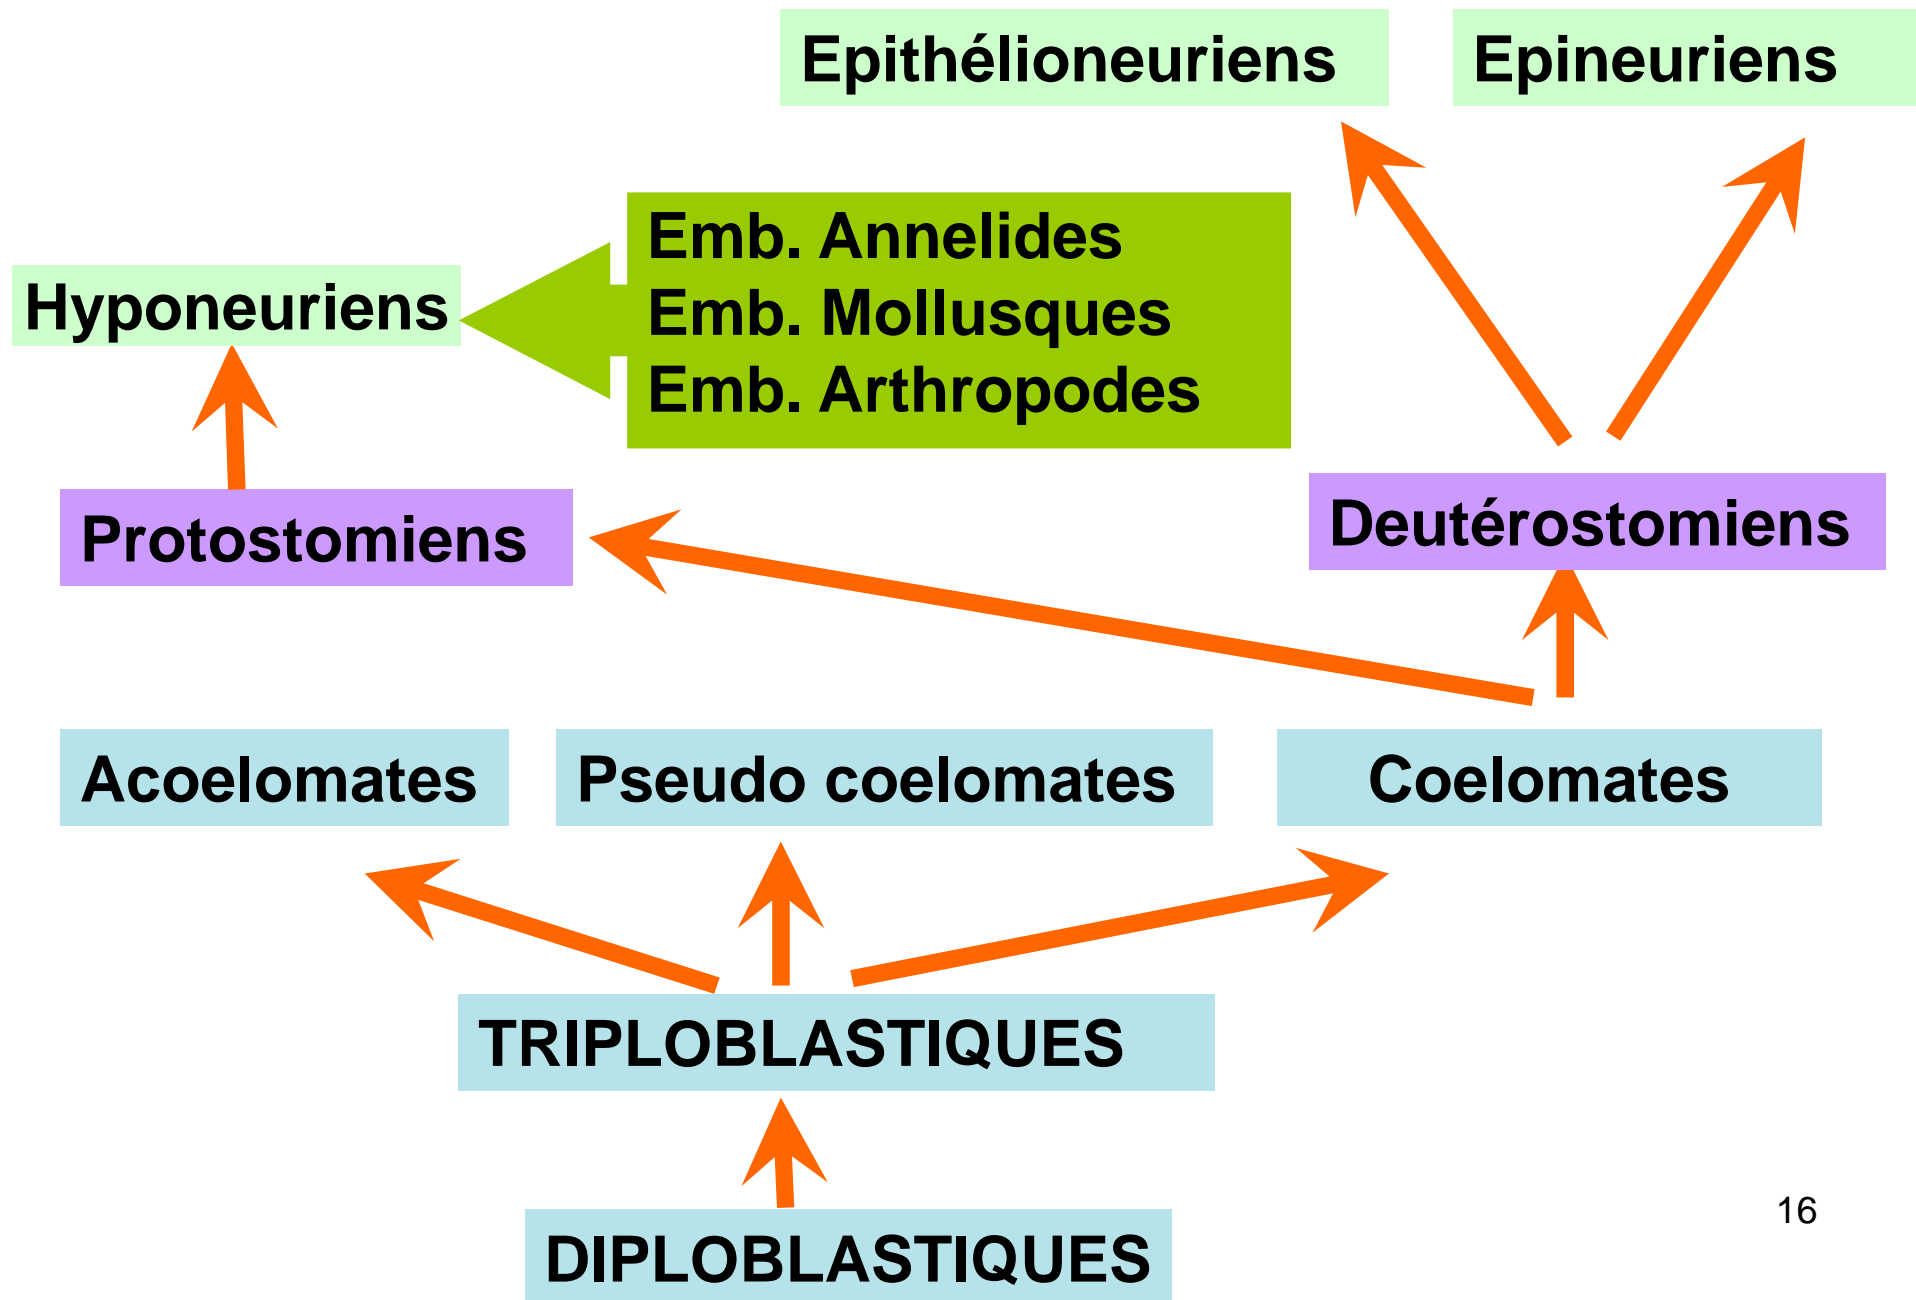 Epithélioneuriens
Epineuriens
Emb. Annelides
Emb. Mollusques
Emb. Arthropodes
Hyponeuriens
Protostomiens
Deutérostomiens
Acoelomates
Pseudo coelomates
Coelomates
TRIPLOBLASTIQUES
DIPLOBLASTIQUES
16